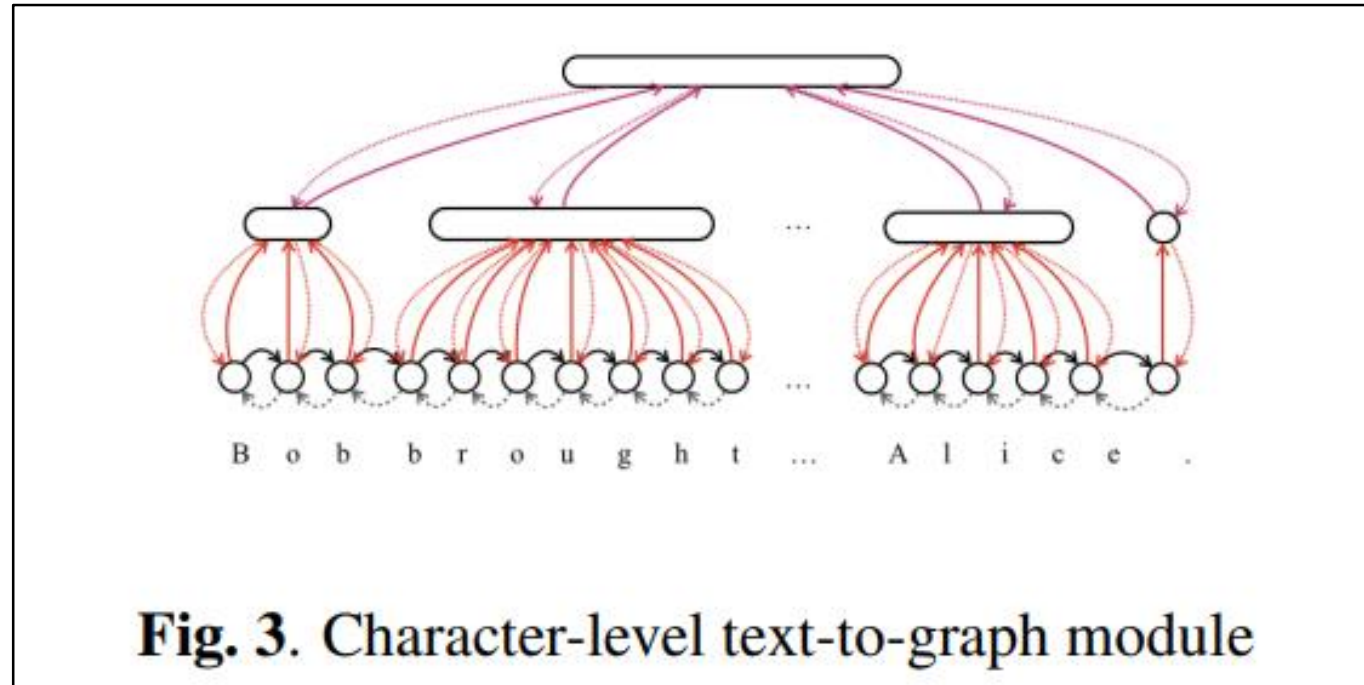 …
…
B o b b r o u g h t … A l i c e .
Fig. 3. Character-level text-to-graph module